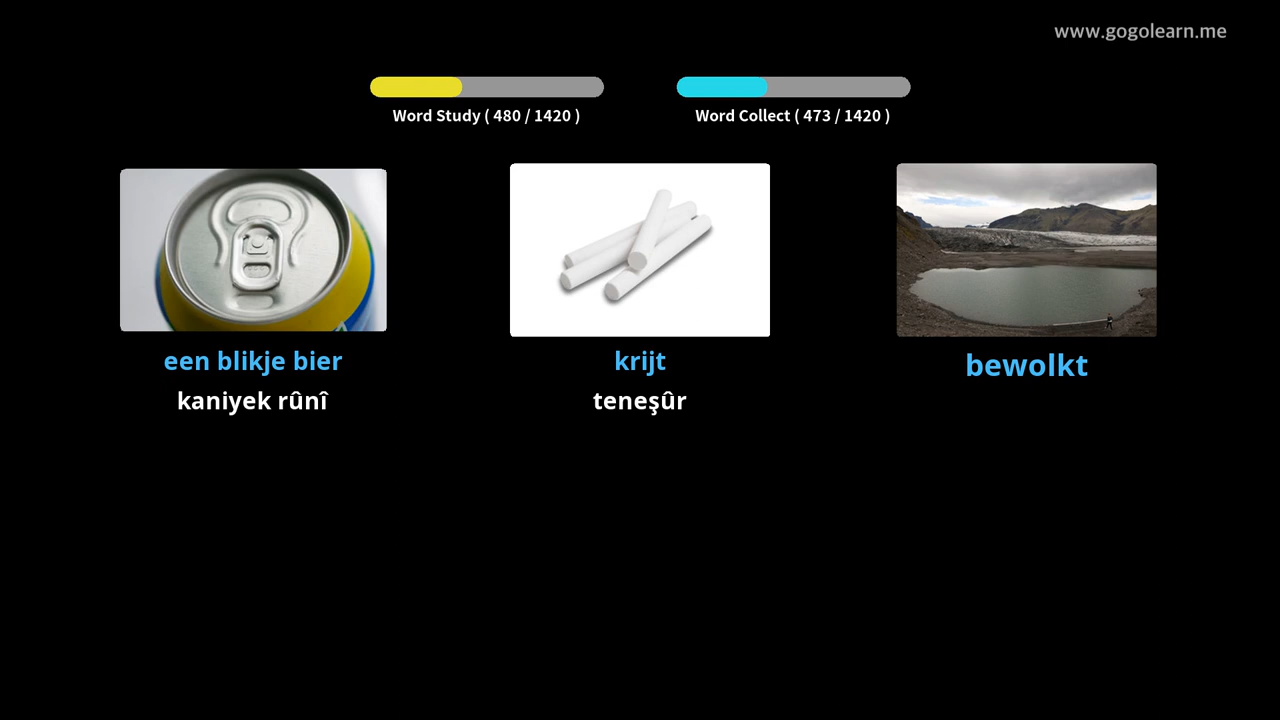 www.gogolearn.me
Word Study ( 480 / 1420 )
Word Collect ( 473 / 1420 )
een blikje bier
kaniyek rûnî
krijt
teneşûr
bewolkt